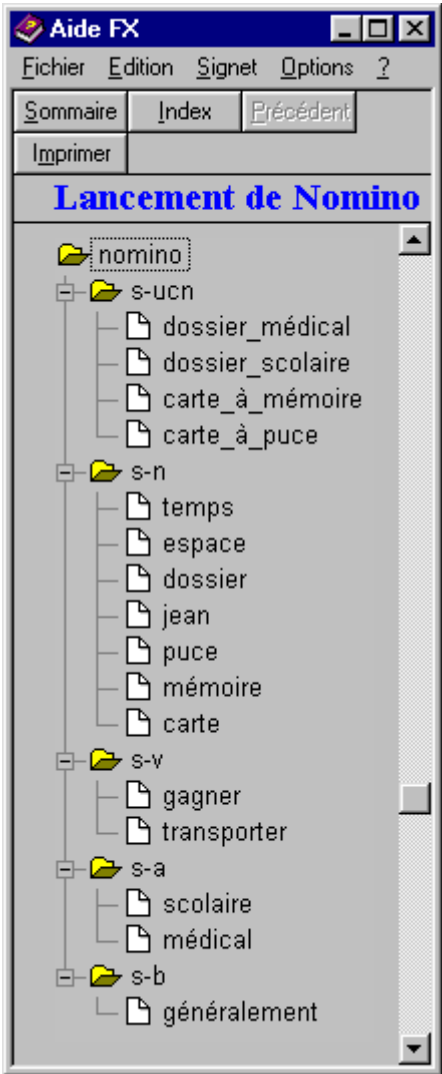 Aide FX
Fichier Edition Signet Options ?
Sommaire Index Précédent
Imprimer
Lancement de Nomino
nomino
s-ucn
dossier_médical
dossier_scolaire
carte_à_mémoire
carte_à_puce
s-n
temps
espace
dossier
jean
puce
mémoire
carte
s-v
gagner
transporter
s-a
scolaire
médical
s-b
généralement